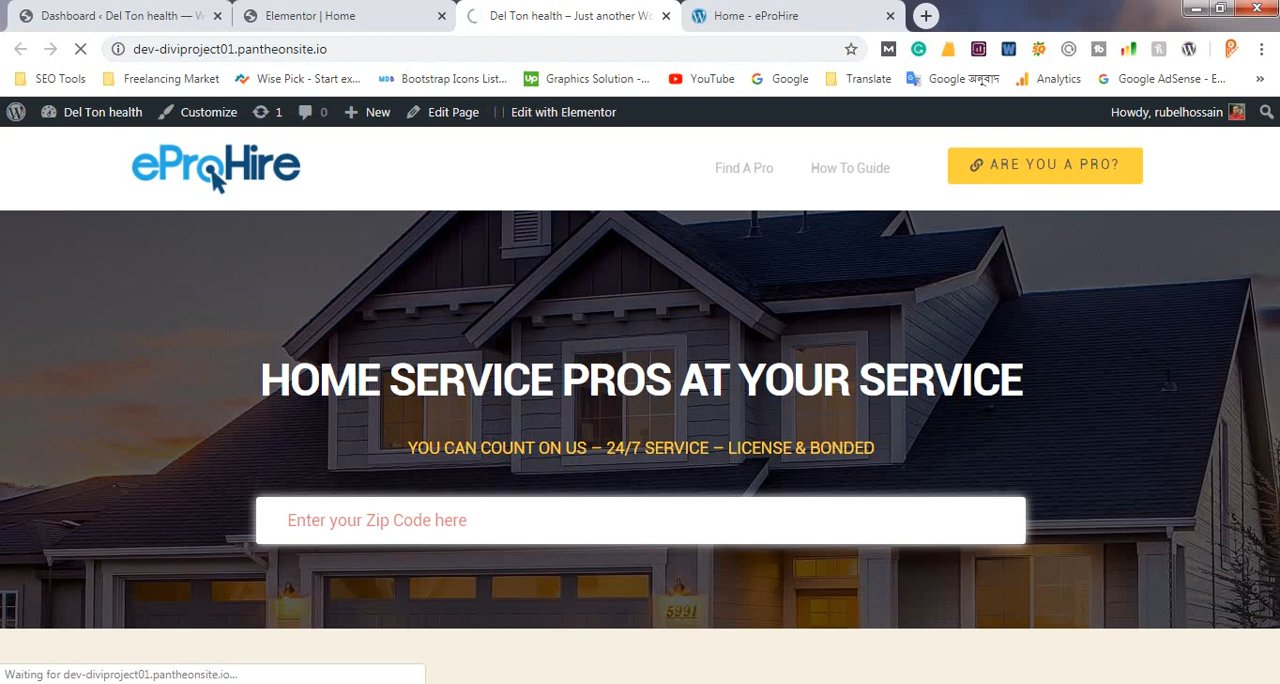 Dashboard ‹ Del Ton health — W
Elementor | Home
Del Ton health – Just another Wo
Home - eProHire
dev-diviproject01.pantheonsite.io
SEO Tools
Freelancing Market
Wise Pick - Start ex...
MDB Bootstrap Icons List...
Up Graphics Solution -...
YouTube
G Google
Translate
Google অনুবাদ
Analytics
G Google AdSense - E...
»
Del Ton health
Customize
1
0
New
Edit Page
Edit with Elementor
Howdy, rubelhossain
eProHire
Find A Pro
How To Guide
ARE YOU A PRO?
HOME SERVICE PROS AT YOUR SERVICE
YOU CAN COUNT ON US – 24/7 SERVICE – LICENSE & BONDED
Enter your Zip Code here
5991
Waiting for dev-diviproject01.pantheonsite.io...